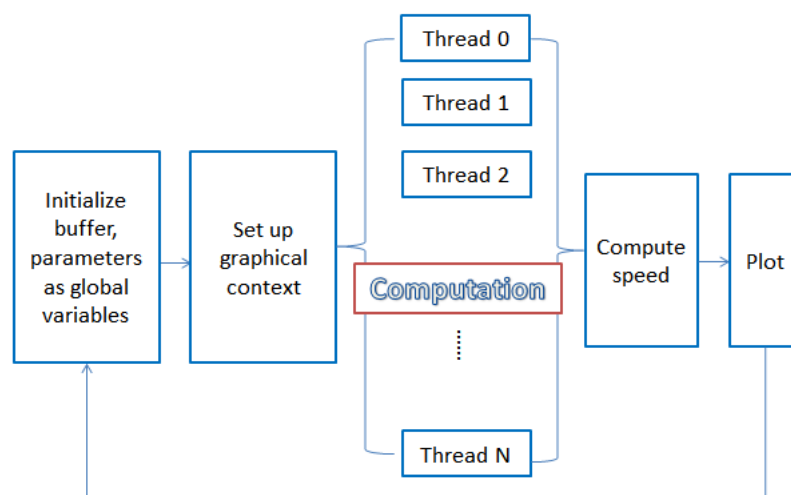 Initialize
buffer,
parameters
as global
variables
Set up
graphical
context
Thread 0
Thread 1
Thread 2
Computation
Thread N
Compute
speed
Plot